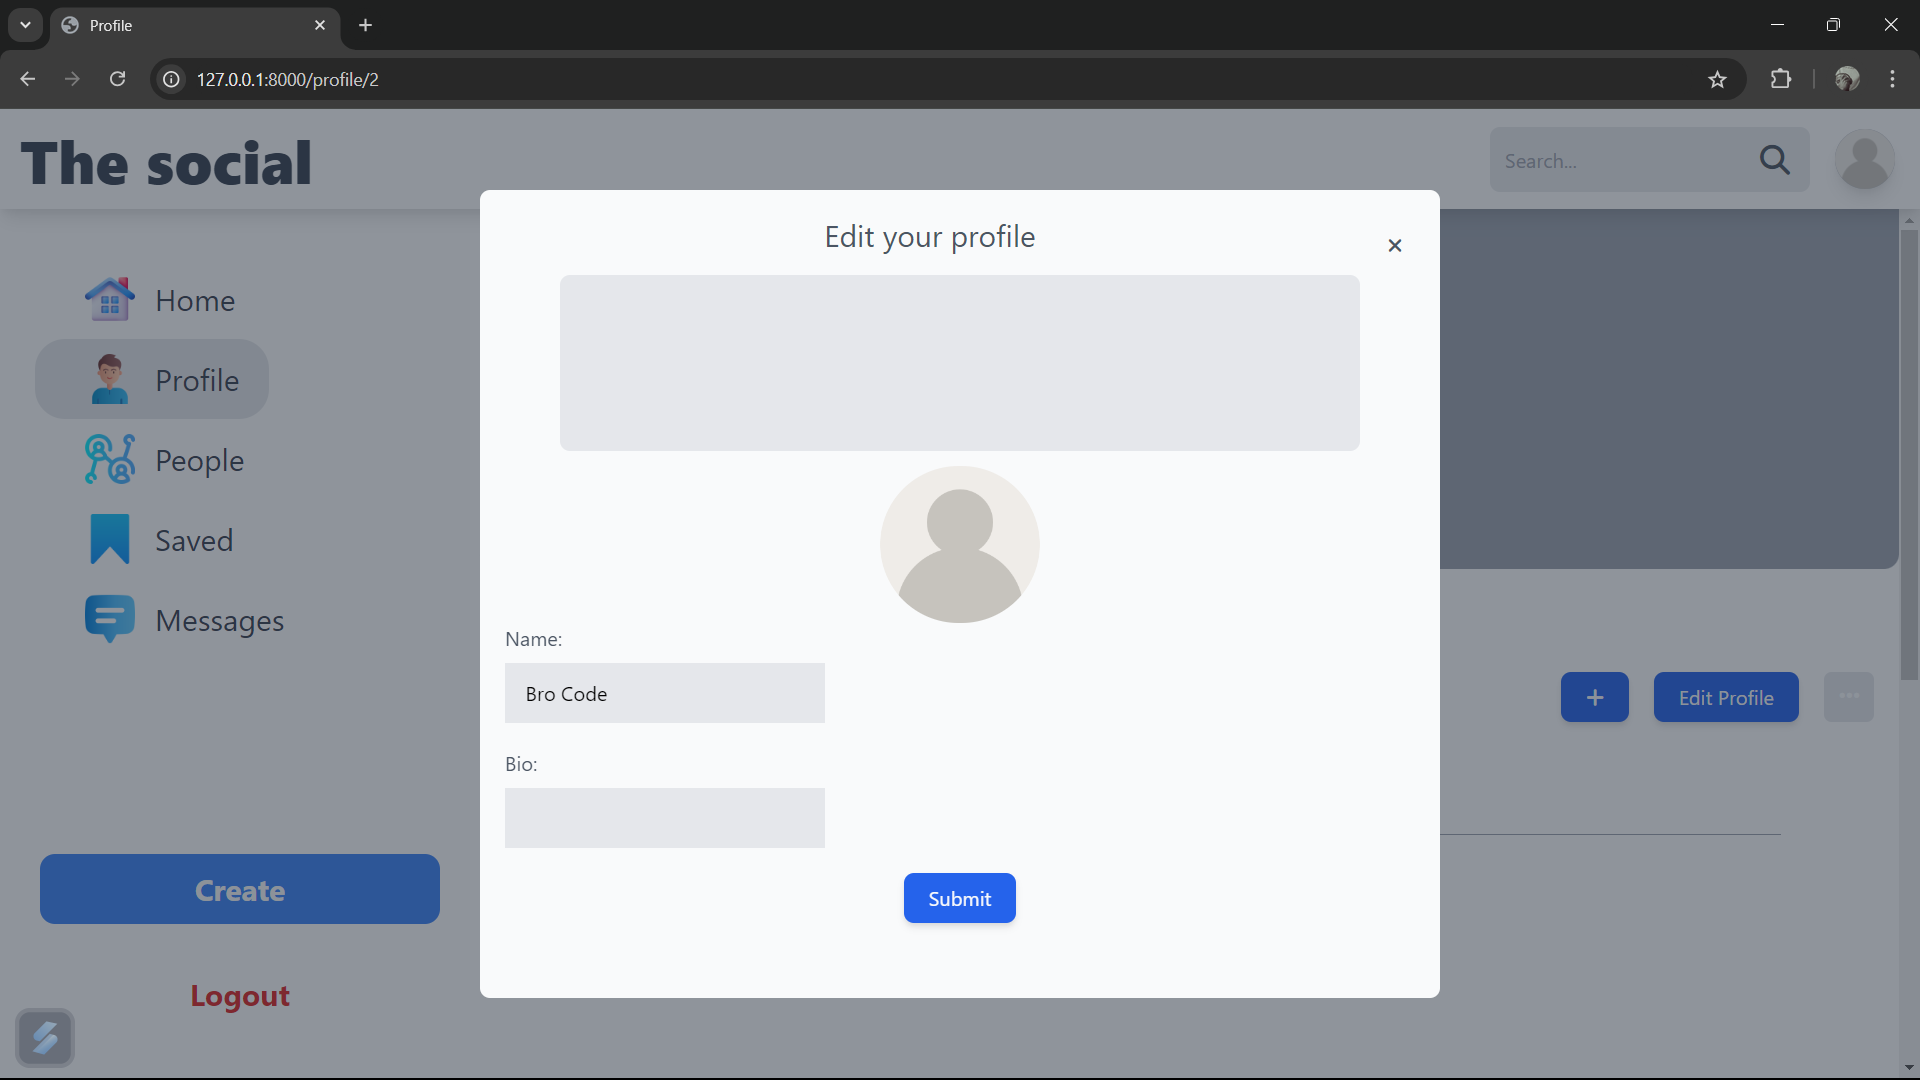 Profile
127.0.0.1:8000/profile/2
The social
Search...
Home
Profile
People
Saved
Messages
Create
Logout
Edit your profile
Name:
Bro Code
Bio:
Submit
+
Edit Profile
...